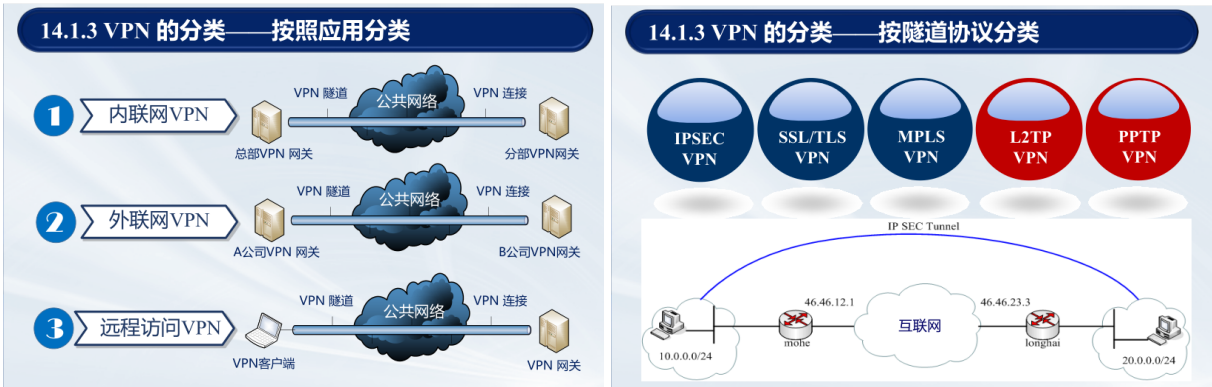 14.1.3 VPN 的分类——按照应用分类
1
内联网VPN
VPN 隧道
公共网络
VPN 连接
总部VPN 网关
分部VPN网关
2
外联网VPN
VPN 隧道
公共网络
VPN 连接
A公司VPN 网关
B公司VPN网关
3
远程访问VPN
VPN 隧道
公共网络
VPN 连接
VPN客户端
VPN 网关
14.1.3 VPN 的分类——按隧道协议分类
IPSEC
VPN
SSL/TLS
VPN
MPLS
VPN
L2TP
VPN
PPTP
VPN
IP SEC Tunnel
46.46.12.1
46.46.23.3
互联网
mohe
longhai
10.0.0.0/24
20.0.0.0/24